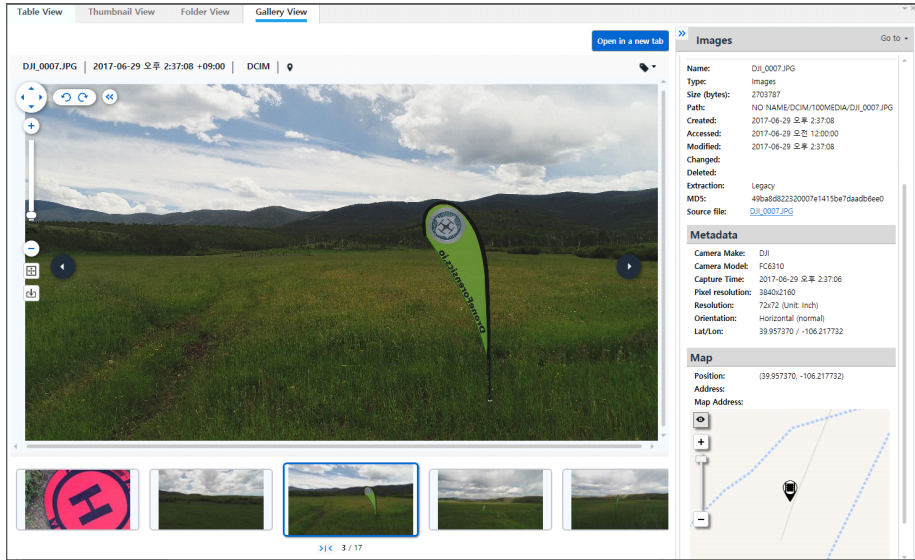 Table View
Thumbnail View
Folder View
Gallery View
Open in a new tab
DJI_0007.JPG | 2017-06-29 오후 2:37:08 +09:00 | DCIM |
DroneForensics.io
H
>|< 3 / 17
Images
Go to
Name: DJI_0007.JPG
Type: Images
Size (bytes): 2703787
Path: NO NAME/DCIM/100MEDIA/DJI_0007.JPG
Created: 2017-06-29 오후 2:37:08
Accessed: 2017-06-29 오전 12:00:00
Modified: 2017-06-29 오후 2:37:08
Changed:
Deleted:
Extraction: Legacy
MD5: 49ba8d822320007e1415be7daadb6ee0
Source file: DJI_0007.JPG
Metadata
Camera Make: DJI
Camera Model: FC6310
Capture Time: 2017-06-29 오후 2:37:06
Pixel resolution: 3840x2160
Resolution: 72x72 (Unit: Inch)
Orientation: Horizontal (normal)
Lat/Lon: 39.957370 / -106.217732
Map
Position: (39.957370, -106.217732)
Address:
Map Address: